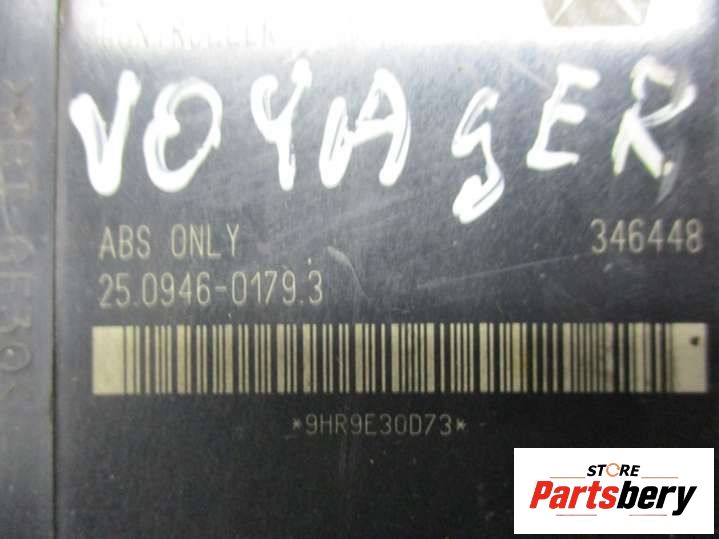 VOYAGER
ABS ONLY 346448
25.0946-0179.3
*9HR9E30D73*
STORE
Partsbery